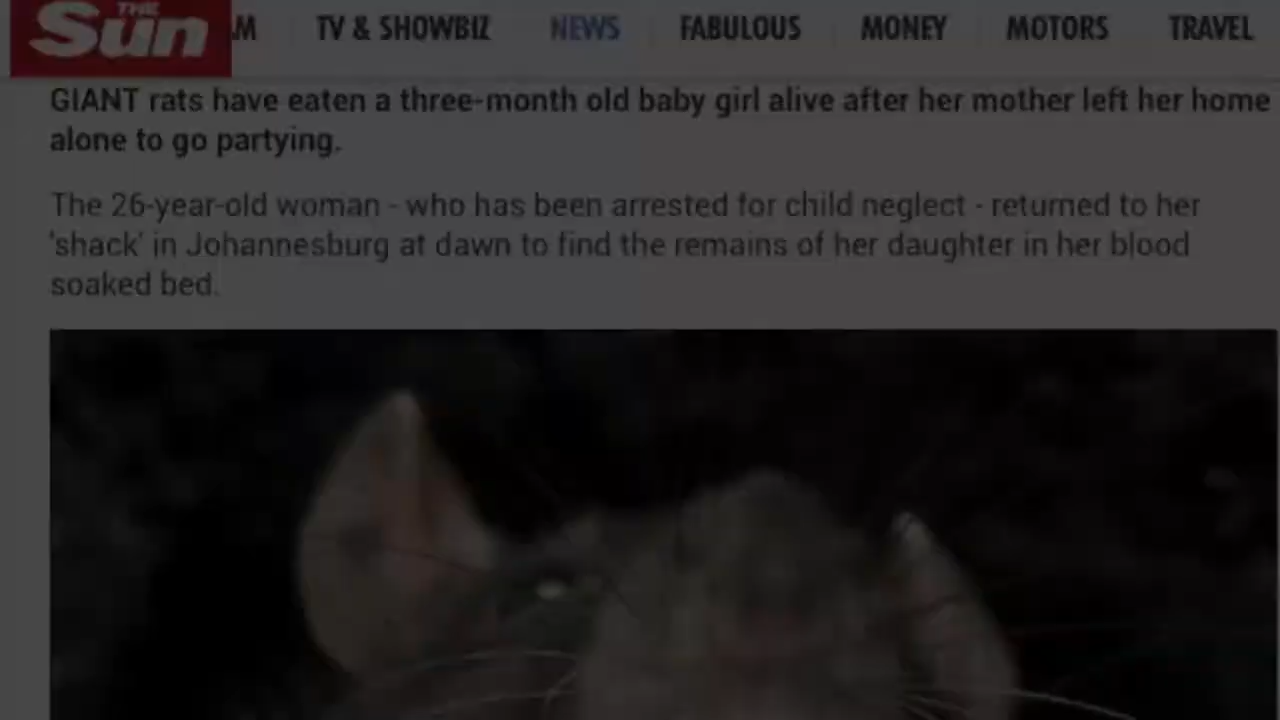 THE
Sun
M TV & SHOWBIZ NEWS FABULOUS MONEY MOTORS TRAVEL
GIANT rats have eaten a three-month old baby girl alive after her mother left her home
alone to go partying.
The 26-year-old woman - who has been arrested for child neglect - returned to her
'shack' in Johannesburg at dawn to find the remains of her daughter in her blood
soaked bed.